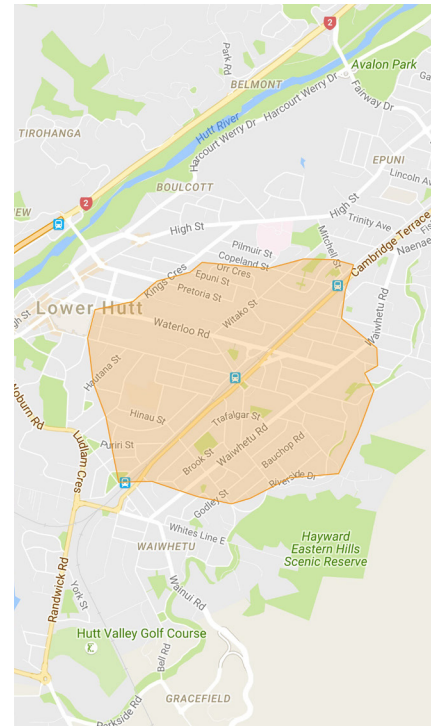 2
Park Rd
Avalon Park
BELMONT
Fairway Dr
Harcourt Werry Dr
Hutt River
TIROHANGA
Harcourt Werry Dr
EPUNI
Lincoln Ave
BOULCOTT
High St
2
Trinity Ave
High St
Mitchell St
Cambridge Terrace
Pilmuir St
Copeland St
Naenae
Kings Cres
Orr Cres
Epuni St
Pretoria St
Waiwhetu Rd
Lower Hutt
Witako St
Waterloo Rd
Hautana St
Woburn Rd
Hinau St
Trafalgar St
Ludlam Cres
Puriri St
Brook St
Waiwhetu Rd
Bauchop Rd
Riverside Dr
Godley St
Whites Line E
Hayward
Eastern Hills
Scenic Reserve
WAIWHETU
Randwick Rd
York St
Wainui Rd
Hutt Valley Golf Course
Bell Rd
GRACEFIELD
Parkside Rd